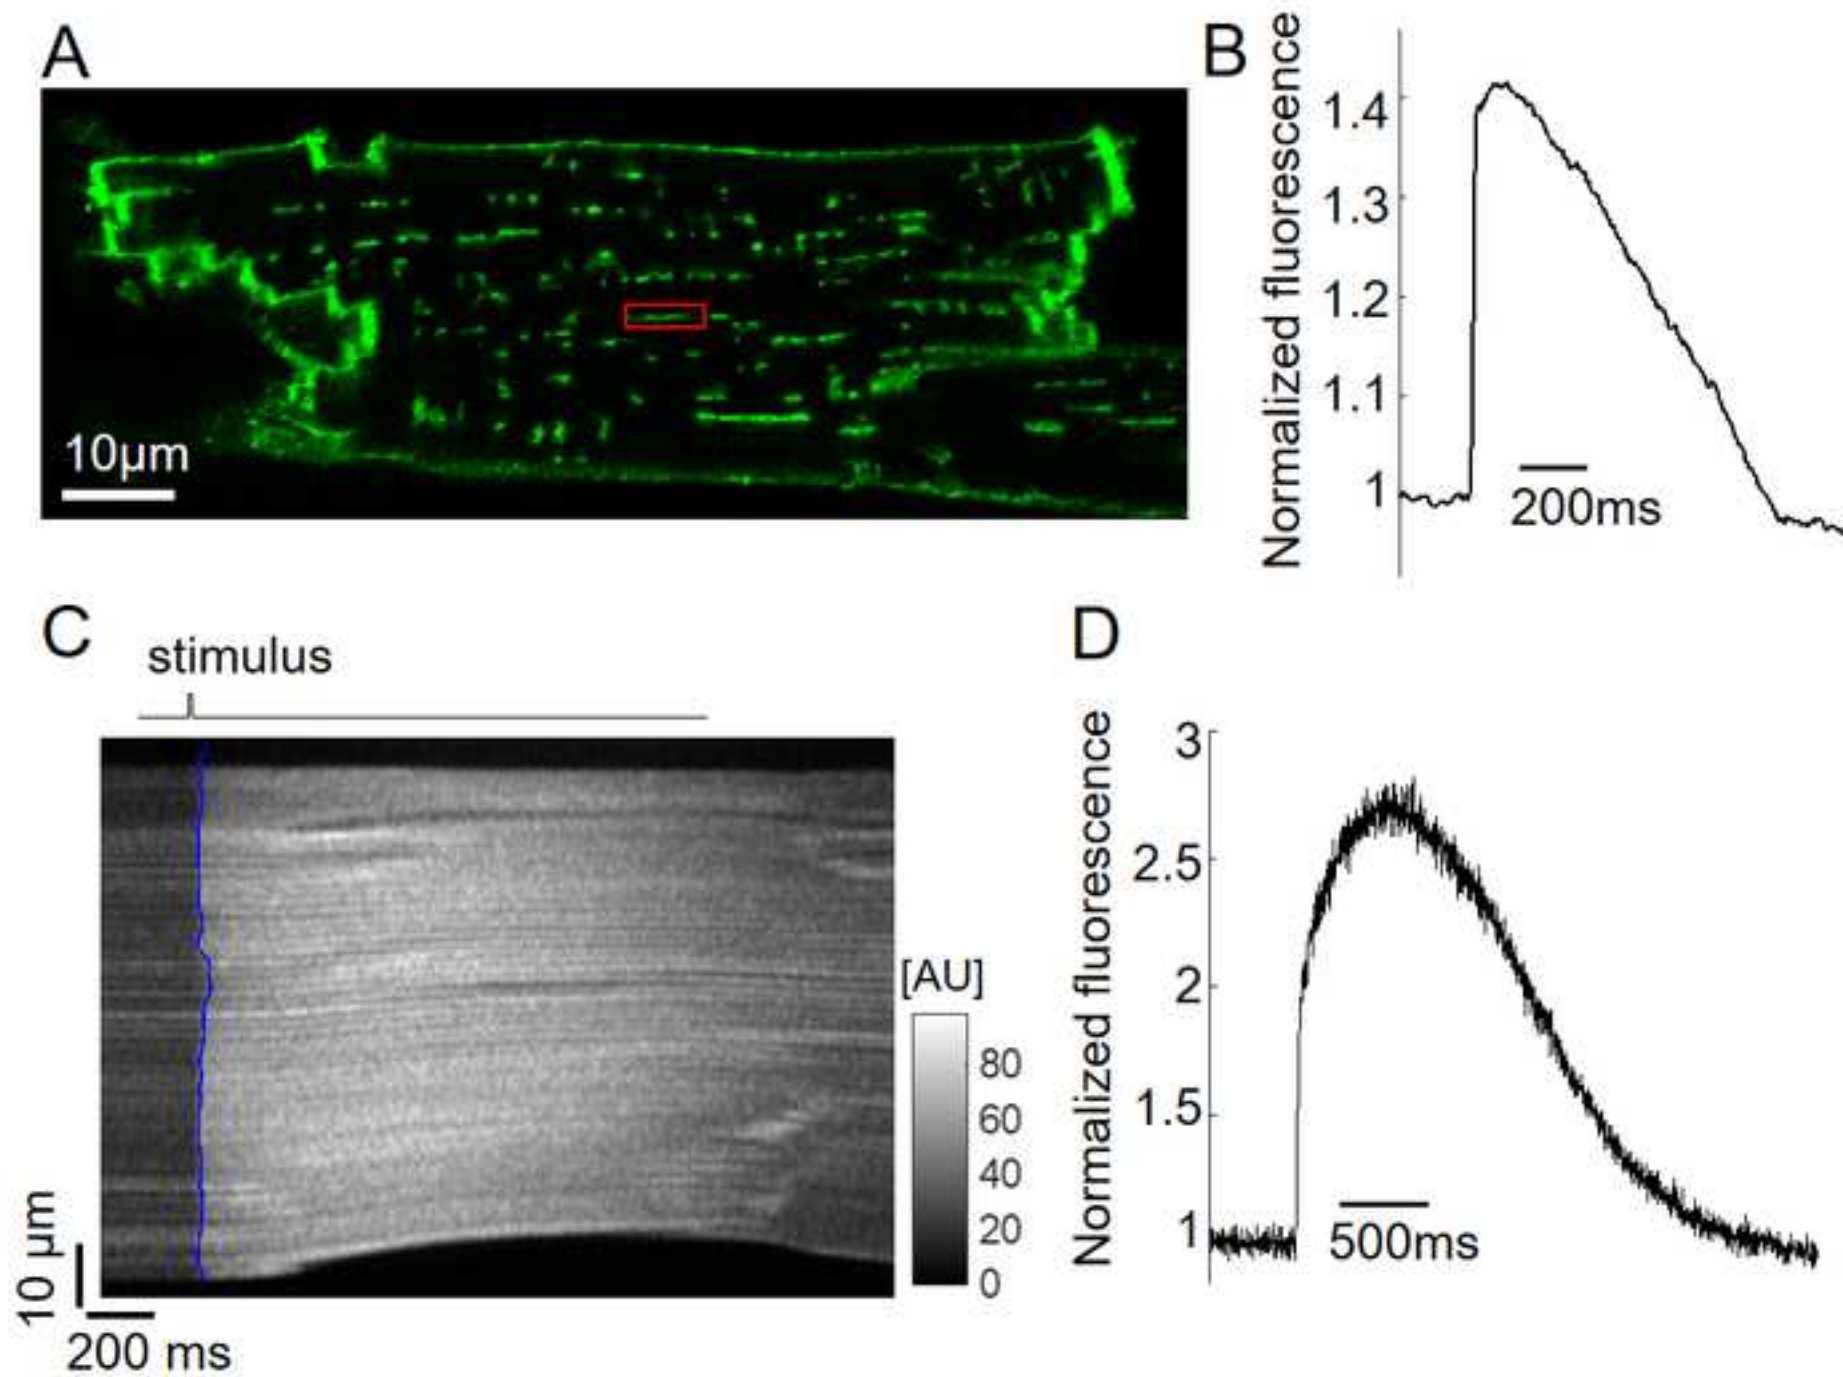 A
10μm
B
Normalized fluorescence
1.4
1.3
1.2
1.1
1
200ms
C
stimulus
10 μm
200 ms
[AU]
80
60
40
20
0
D
Normalized fluorescence
3
2.5
2
1.5
1
500ms